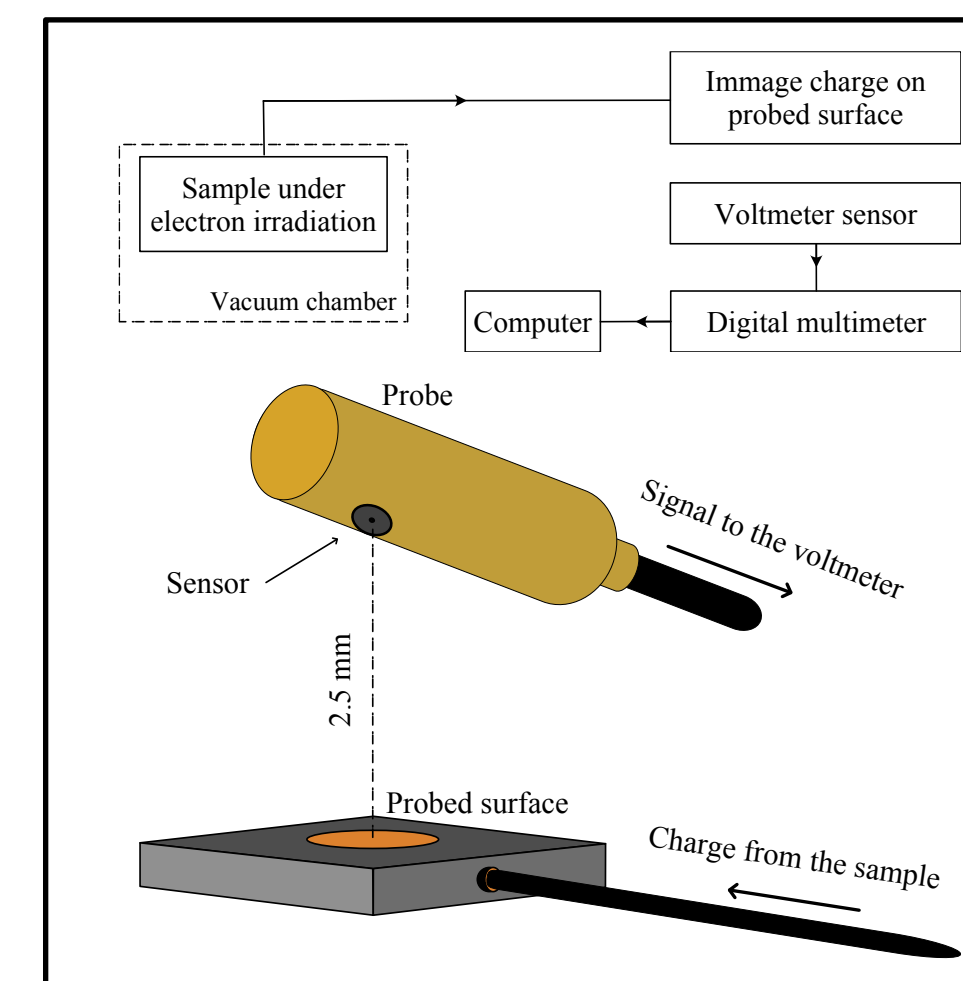 Immage charge on
probed surface
Sample under
electron irradiation
Vacuum chamber
Voltmeter sensor
Computer
Digital multimeter
Probe
Signal to the voltmeter
Sensor
2.5 mm
Probed surface
Charge from the sample